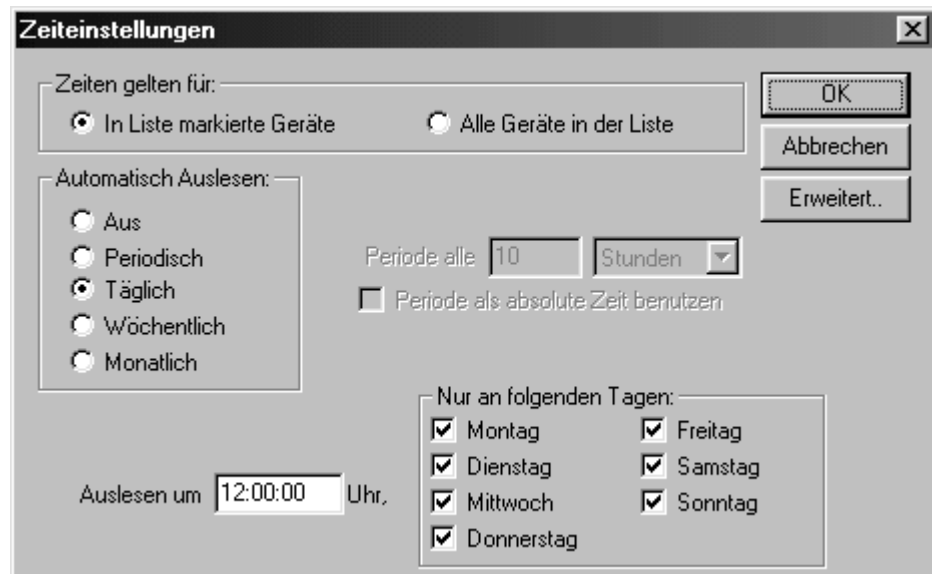 Zeiteinstellungen
Zeiten gelten für:
In Liste markierte Geräte
Alle Geräte in der Liste
OK
Abbrechen
Erweitert..
Automatisch Auslesen:
Aus
Periodisch
Täglich
Wöchentlich
Monatlich
Periode alle 10 Stunden
Periode als absolute Zeit benutzen
Auslesen um 12:00:00 Uhr,
Nur an folgenden Tagen:
Montag
Dienstag
Mittwoch
Donnerstag
Freitag
Samstag
Sonntag